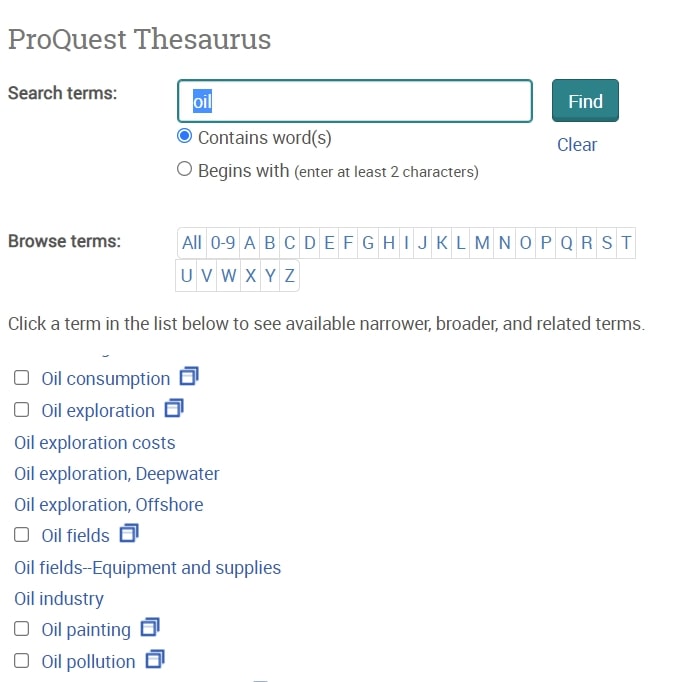 ProQuest Thesaurus
Search terms:
oil
Find
Contains word(s)
Clear
Begins with (enter at least 2 characters)
Browse terms:
All 0-9 A B C D E F G H I J K L M N O P Q R S T
U V W X Y Z
Click a term in the list below to see available narrower, broader, and related terms.
Oil consumption
Oil exploration
Oil exploration costs
Oil exploration, Deepwater
Oil exploration, Offshore
Oil fields
Oil fields--Equipment and supplies
Oil industry
Oil painting
Oil pollution